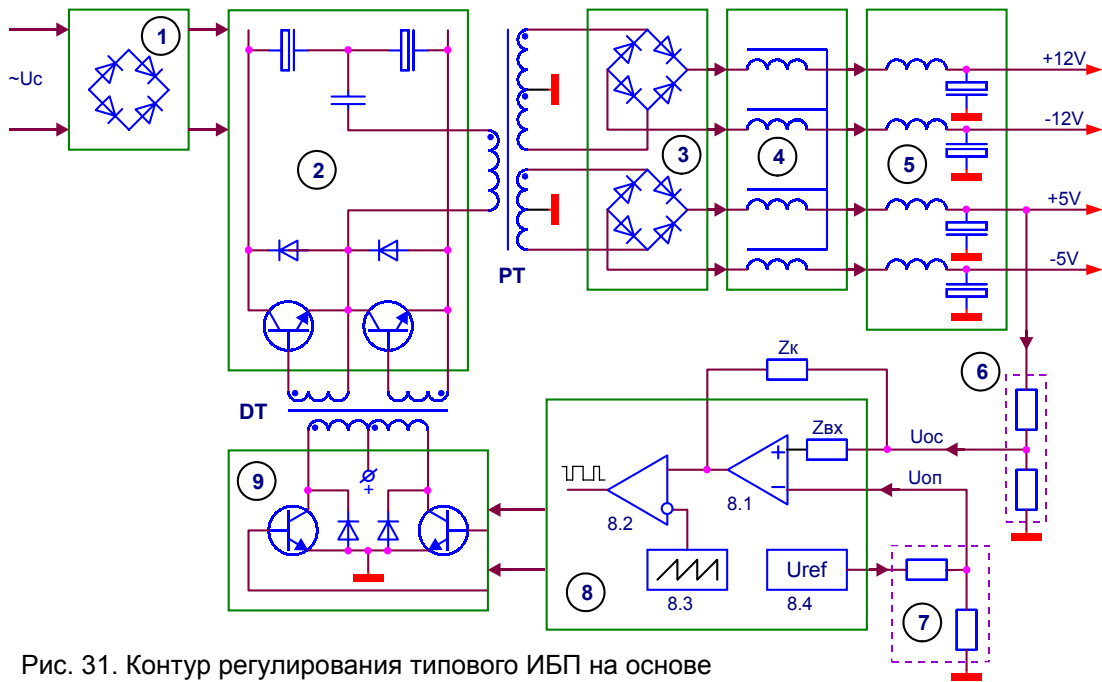 ~Uc
1
2
PT
3
4
5
+12V
-12V
+5V
-5V
6
DT
Zк
Zвх
Uос
Uоп
8.1
8.2
9
+
8
8.3
Uref
8.4
7
Рис. 31. Контур регулирования типового ИБП на основе